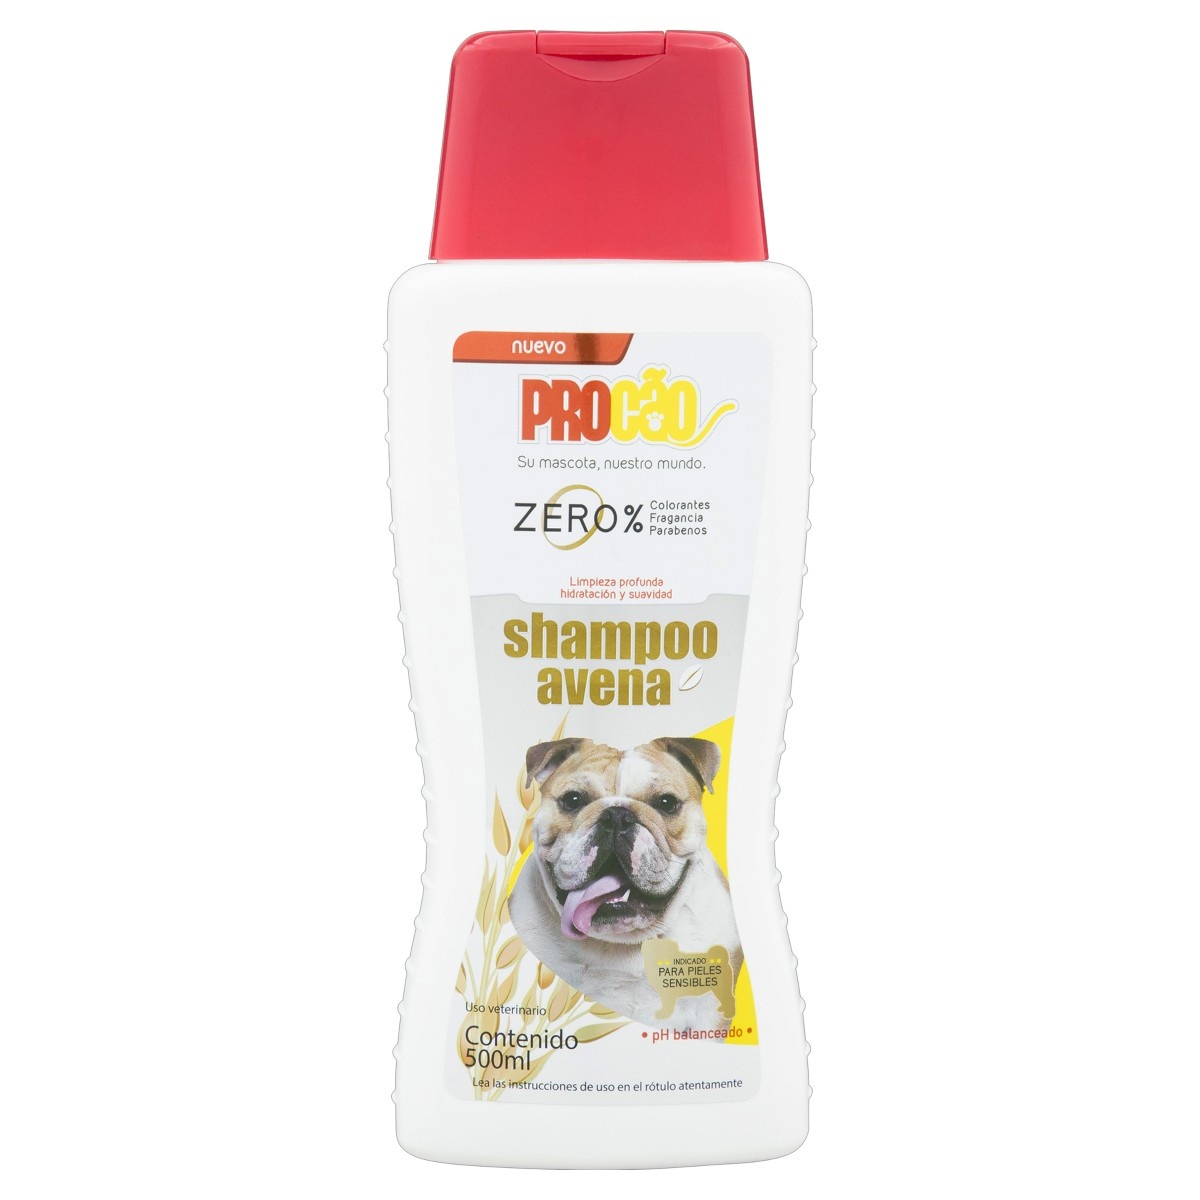 nuevo
PROCÃO
Su mascota, nuestro mundo.
ZERO% Colorantes
Fragancia
Parabenos
Limpieza profunda
hidratación y suavidad
shampoo
avena
INDICADO
PARA PIELES
SENSIBLES
Uso veterinario
Contenido
500ml
• pH balanceado •
Lea las instrucciones de uso en el rótulo atentamente